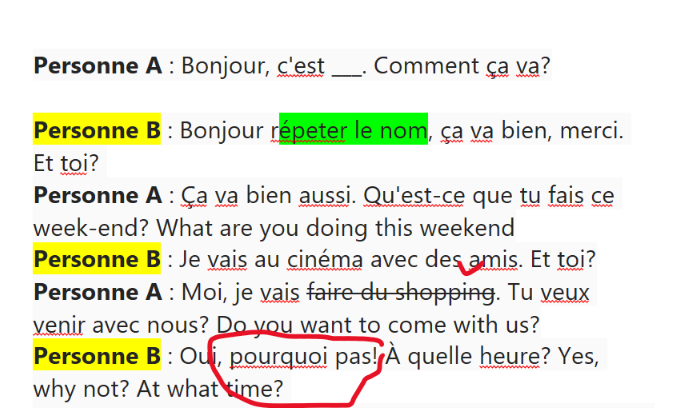 Personne A : Bonjour, c'est ___. Comment ça va?
Personne B : Bonjour répeter le nom, ça va bien, merci.
Et toi?
Personne A : Ça va bien aussi. Qu'est-ce que tu fais ce
week-end? What are you doing this weekend
Personne B : Je vais au cinéma avec des amis. Et toi?
Personne A : Moi, je vais faire du shopping. Tu veux
venir avec nous? Do you want to come with us?
Personne B : Oui, pourquoi pas! À quelle heure? Yes,
why not? At what time?